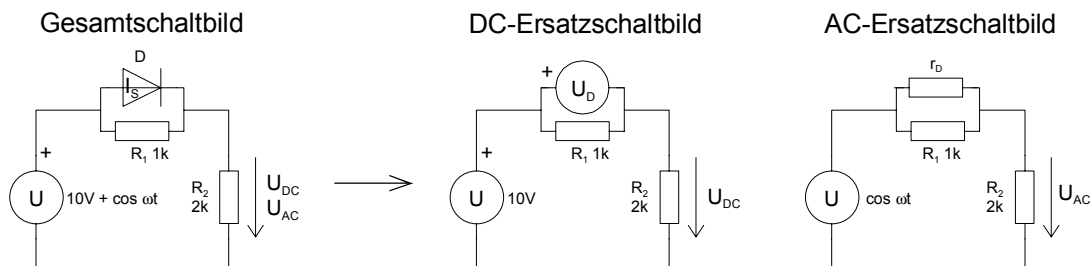 Gesamtschaltbild
D
I_S
R_1 1k
+
U
10V + cos ωt
R_2
2k
U_DC
U_AC
DC-Ersatzschaltbild
+
U_D
R_1 1k
+
U
10V
R_2
2k
U_DC
AC-Ersatzschaltbild
r_D
R_1 1k
U
cos ωt
R_2
2k
U_AC